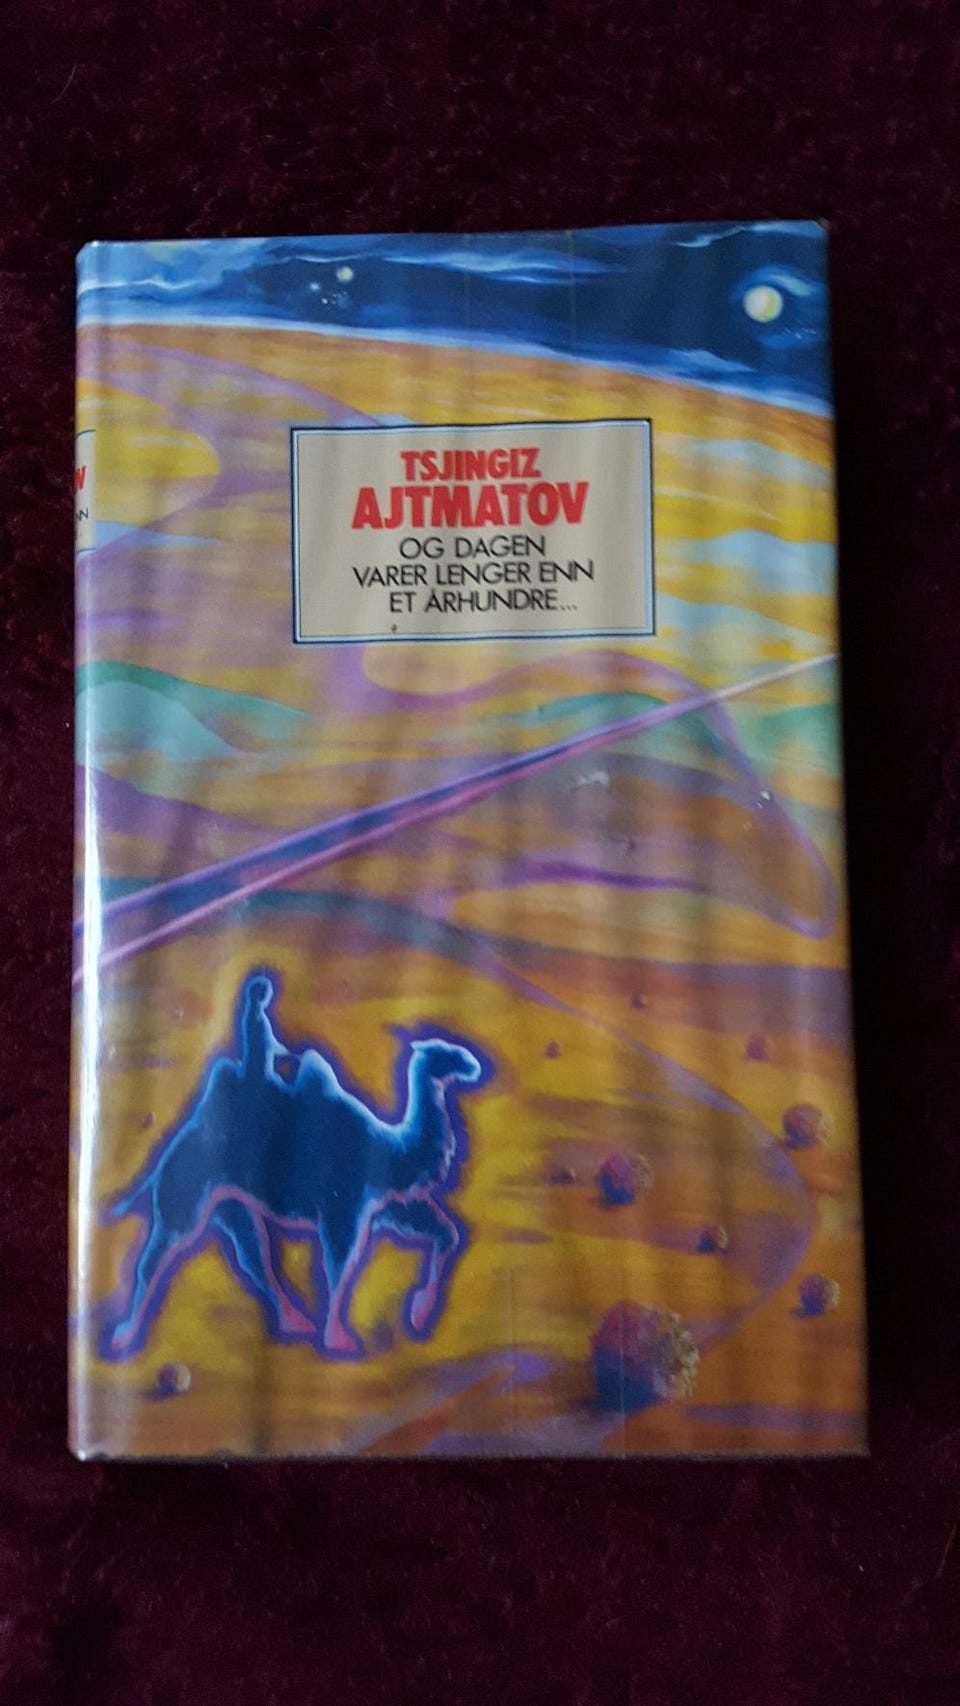 TSJINGIZ
AJTMATOV
OG DAGEN
VARER LENGER ENN
ET ÅRHUNDRE...